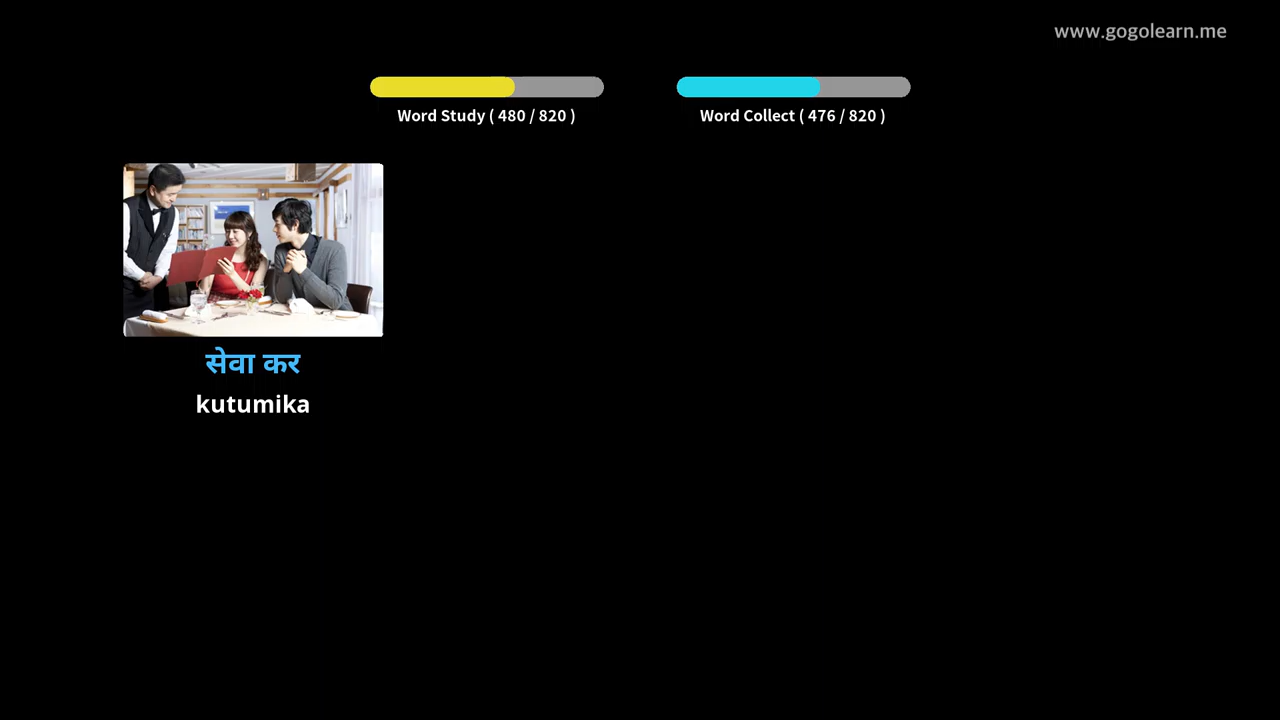 www.gogolearn.me
Word Study ( 480 / 820 )
Word Collect ( 476 / 820 )
सेवा कर
kutumika